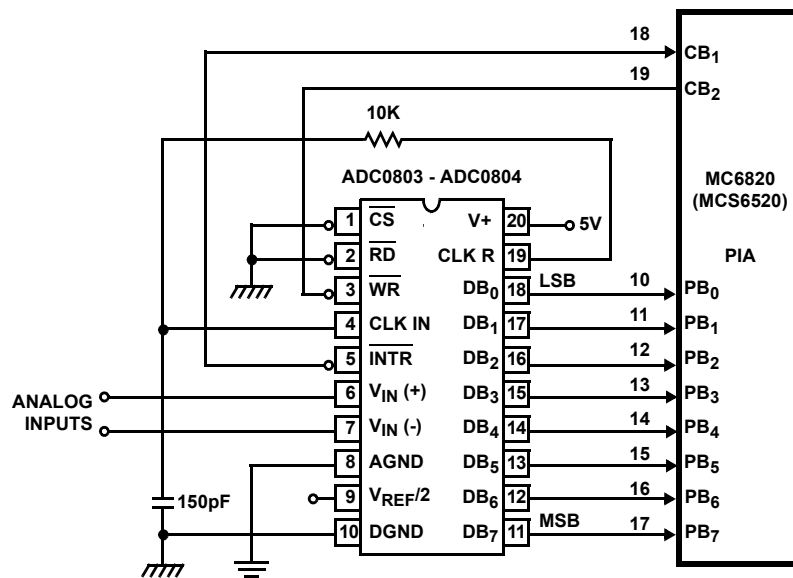 18
CB1
19
CB2
10K
ADC0803 - ADC0804
MC6820
(MCS6520)
PIA
1 CS V+ 20 5V
2 RD CLK R 19
3 WR DB0 18 LSB 10 PB0
4 CLK IN DB1 17 11 PB1
5 INTR DB2 16 12 PB2
6 VIN (+) DB3 15 13 PB3
7 VIN (-) DB4 14 14 PB4
8 AGND DB5 13 15 PB5
9 VREF/2 DB6 12 16 PB6
10 DGND DB7 11 MSB 17 PB7
ANALOG
INPUTS
150pF